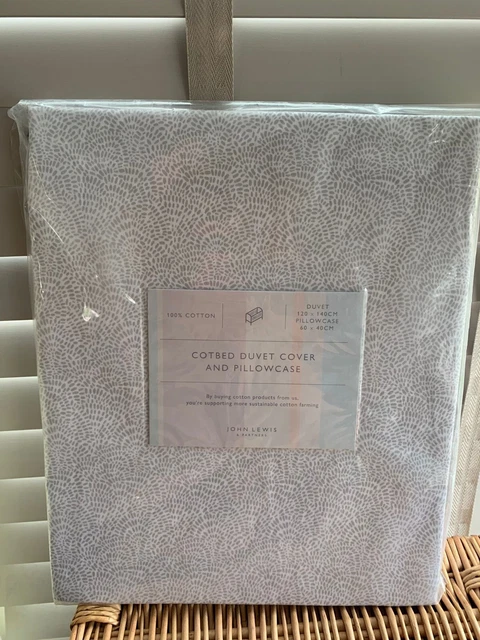 100% COTTON
DUVET
120 x 140CM
PILLOWCASE
60 x 40CM
COTBED DUVET COVER
AND PILLOWCASE
By buying cotton products from us,
you're supporting more sustainable cotton farming
JOHN LEWIS
& PARTNERS